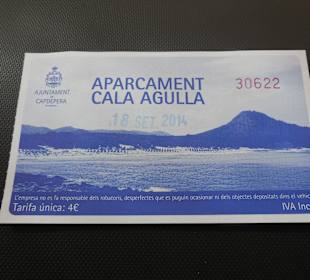 AJUNTAMENT
DE
CAPDEPERA
APARCAMENT
CALA AGULLA
30622
18 SET. 2014
L'empresa no es fa responsable dels robatoris, desperfectes que es puguin ocasionar ni dels objectes depositats dins el vehicle
Tarifa única: 4€
IVA Inc